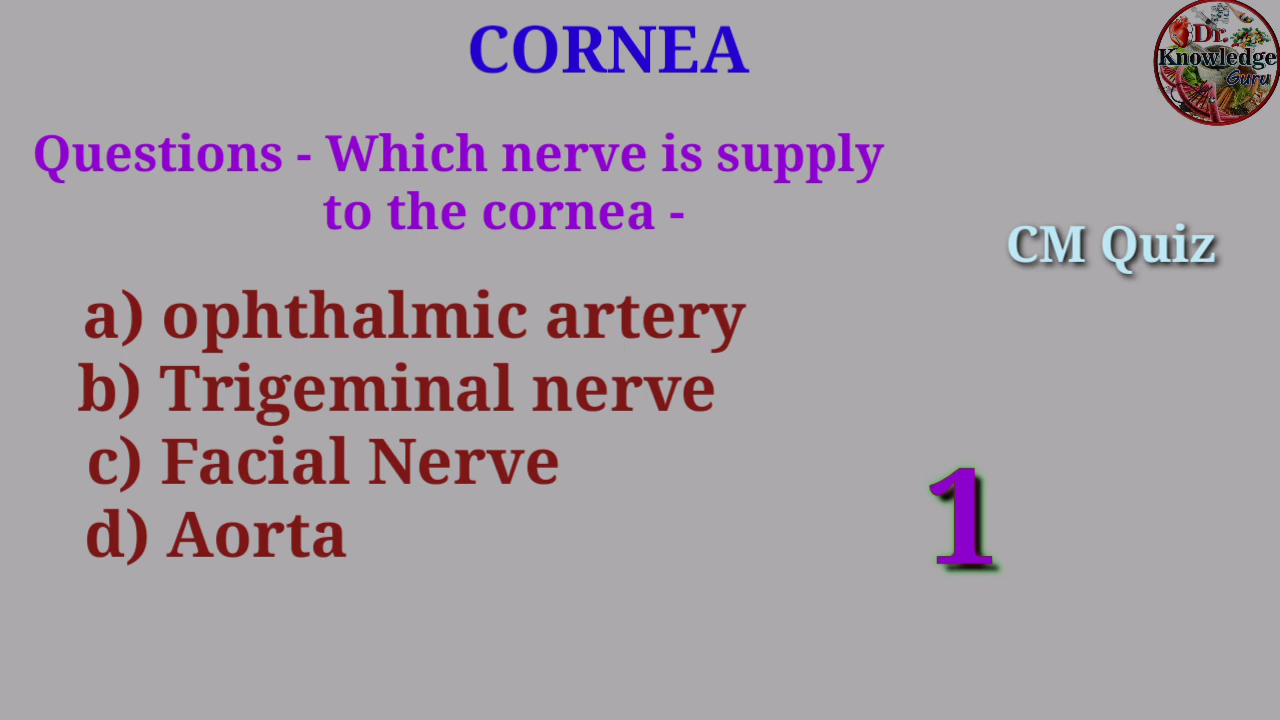 CORNEA
Dr.
Knowledge
Guru
Questions - Which nerve is supply
to the cornea -
CM Quiz
a) ophthalmic artery
b) Trigeminal nerve
c) Facial Nerve
d) Aorta
1